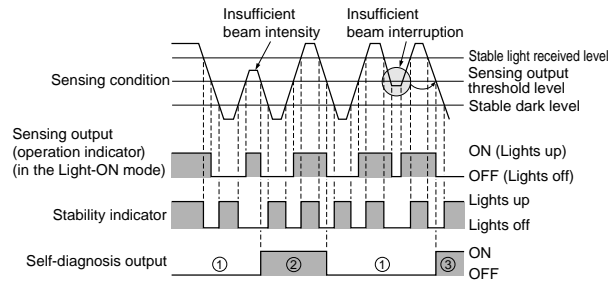 Insufficient
beam intensity
Insufficient
beam interruption
Stable light received level
Sensing condition
Sensing output
threshold level
Stable dark level
Sensing output
(operation indicator)
(in the Light-ON mode)
ON (Lights up)
OFF (Lights off)
Stability indicator
Lights up
Lights off
Self-diagnosis output
ON
OFF
① ② ① ③